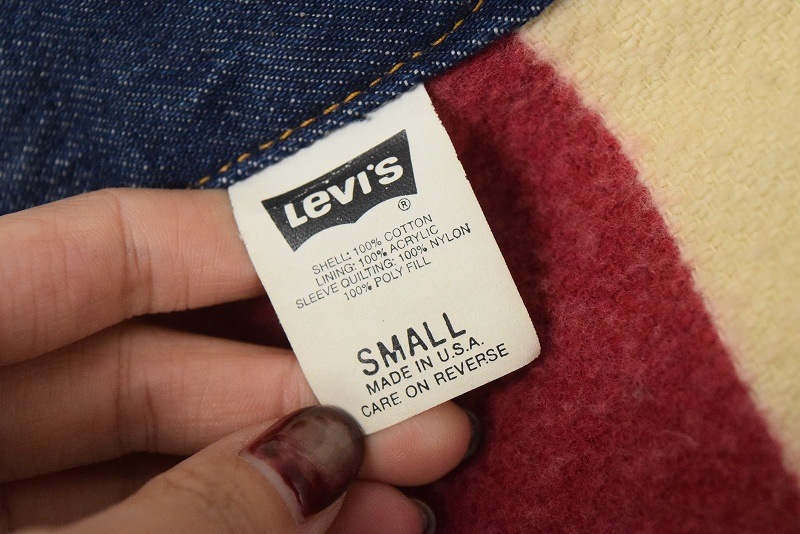 LEVI'S
®
SHELL: 100% COTTON
LINING: 100% ACRYLIC
SLEEVE QUILTING: 100% NYLON
100% POLY FILL
SMALL
MADE IN U.S.A.
CARE ON REVERSE